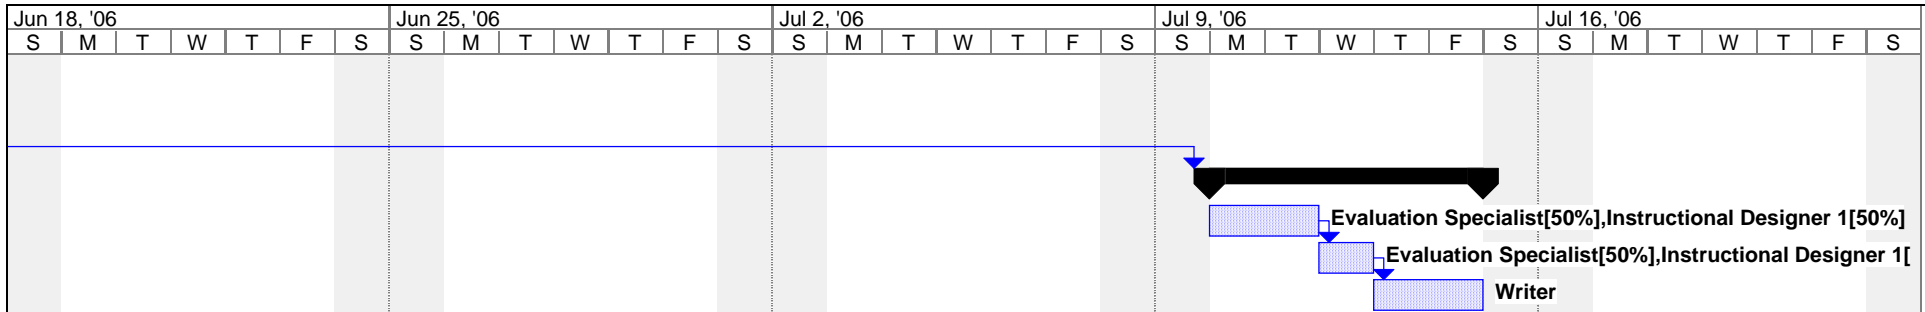 Jun 18, '06 Jun 25, '06 Jul 2, '06 Jul 9, '06 Jul 16, '06
S M T W T F S S M T W T F S S M T W T F S S M T W T F S S M T W T F S
Evaluation Specialist[50%],Instructional Designer 1[50%]
Evaluation Specialist[50%],Instructional Designer 1[
Writer